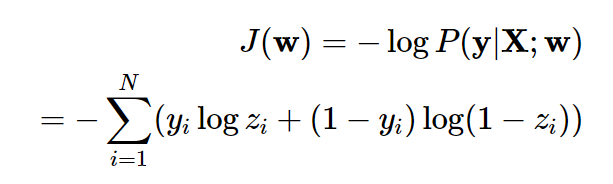 J(w) = − log P(y|X; w)
= − ∑_{i=1}^{N} (y_i log z_i + (1 − y_i) log(1 − z_i))